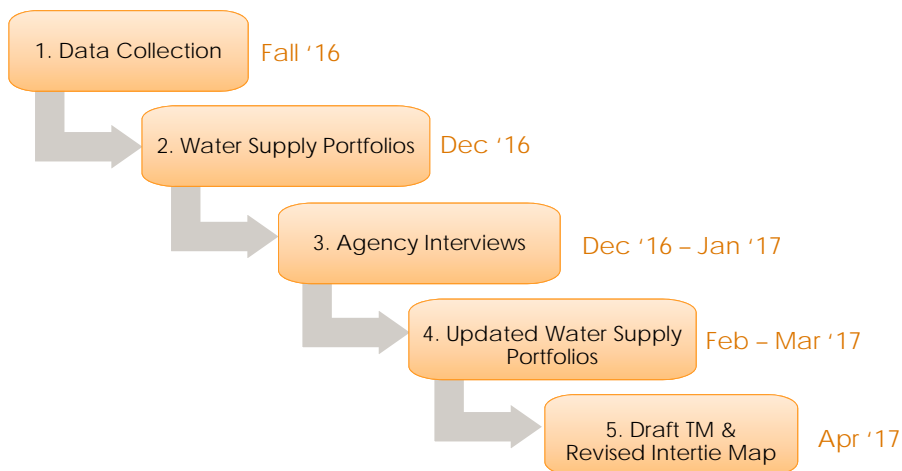 1. Data Collection
Fall ‘16
2. Water Supply Portfolios
Dec ‘16
3. Agency Interviews
Dec ‘16 – Jan ‘17
4. Updated Water Supply
Portfolios
Feb – Mar ‘17
5. Draft TM &
Revised Intertie Map
Apr ‘17